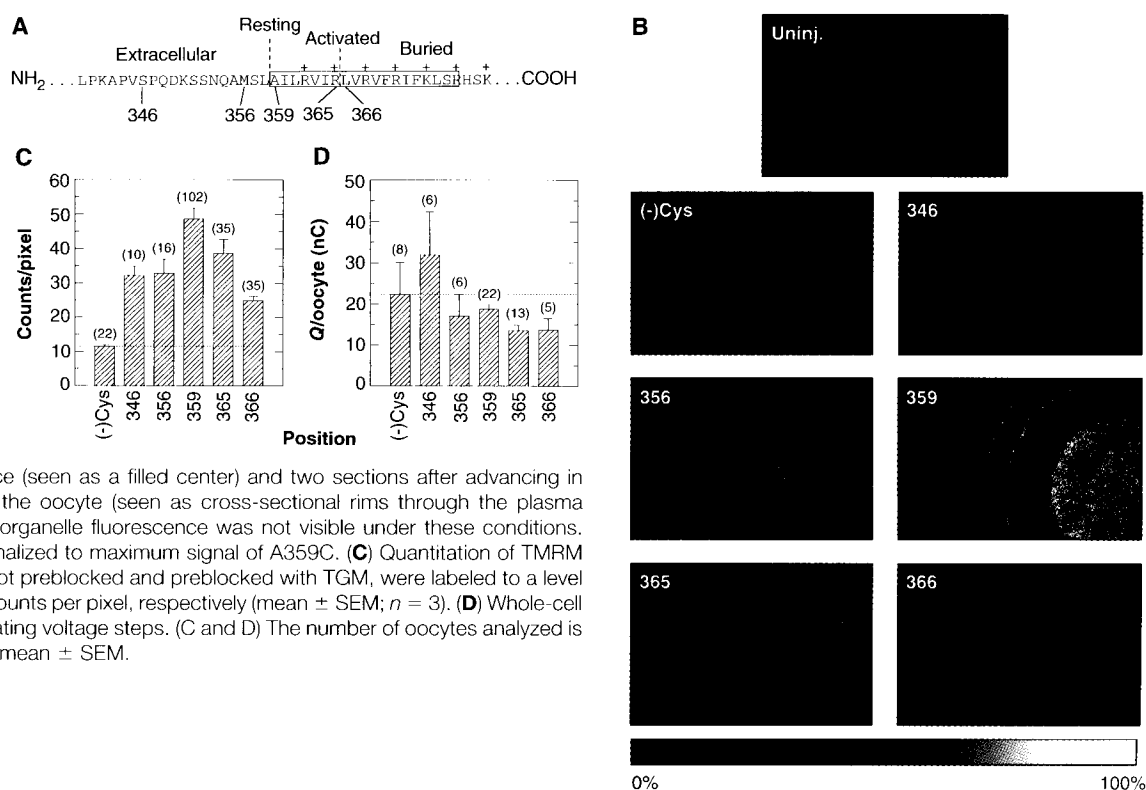 A
Resting
Activated
Extracellular
Buried
+ + + + + + +
NH2...LPKAPVSPQDKSSNQAMSLAILRVIRLVRVFRIFKLSRHSK...COOH
346 356 359 365 366
C
Counts/pixel
60
50
40
30
20
10
0
(22)
(10)
(16)
(102)
(35)
(35)
(-)Cys
346
356
359
365
366
D
Q/oocyte (nC)
50
40
30
20
10
0
(8)
(6)
(6)
(22)
(13)
(5)
(-)Cys
346
356
359
365
366
Position
ce (seen as a filled center) and two sections after advancing in
the oocyte (seen as cross-sectional rims through the plasma
organelle fluorescence was not visible under these conditions.
nalized to maximum signal of A359C. (C) Quantitation of TMRM
ot preblocked and preblocked with TGM, were labeled to a level
ounts per pixel, respectively (mean ± SEM; n = 3). (D) Whole-cell
ating voltage steps. (C and D) The number of oocytes analyzed is
mean ± SEM.
B
Uninj.
(-)Cys
346
356
359
365
366
0% 100%